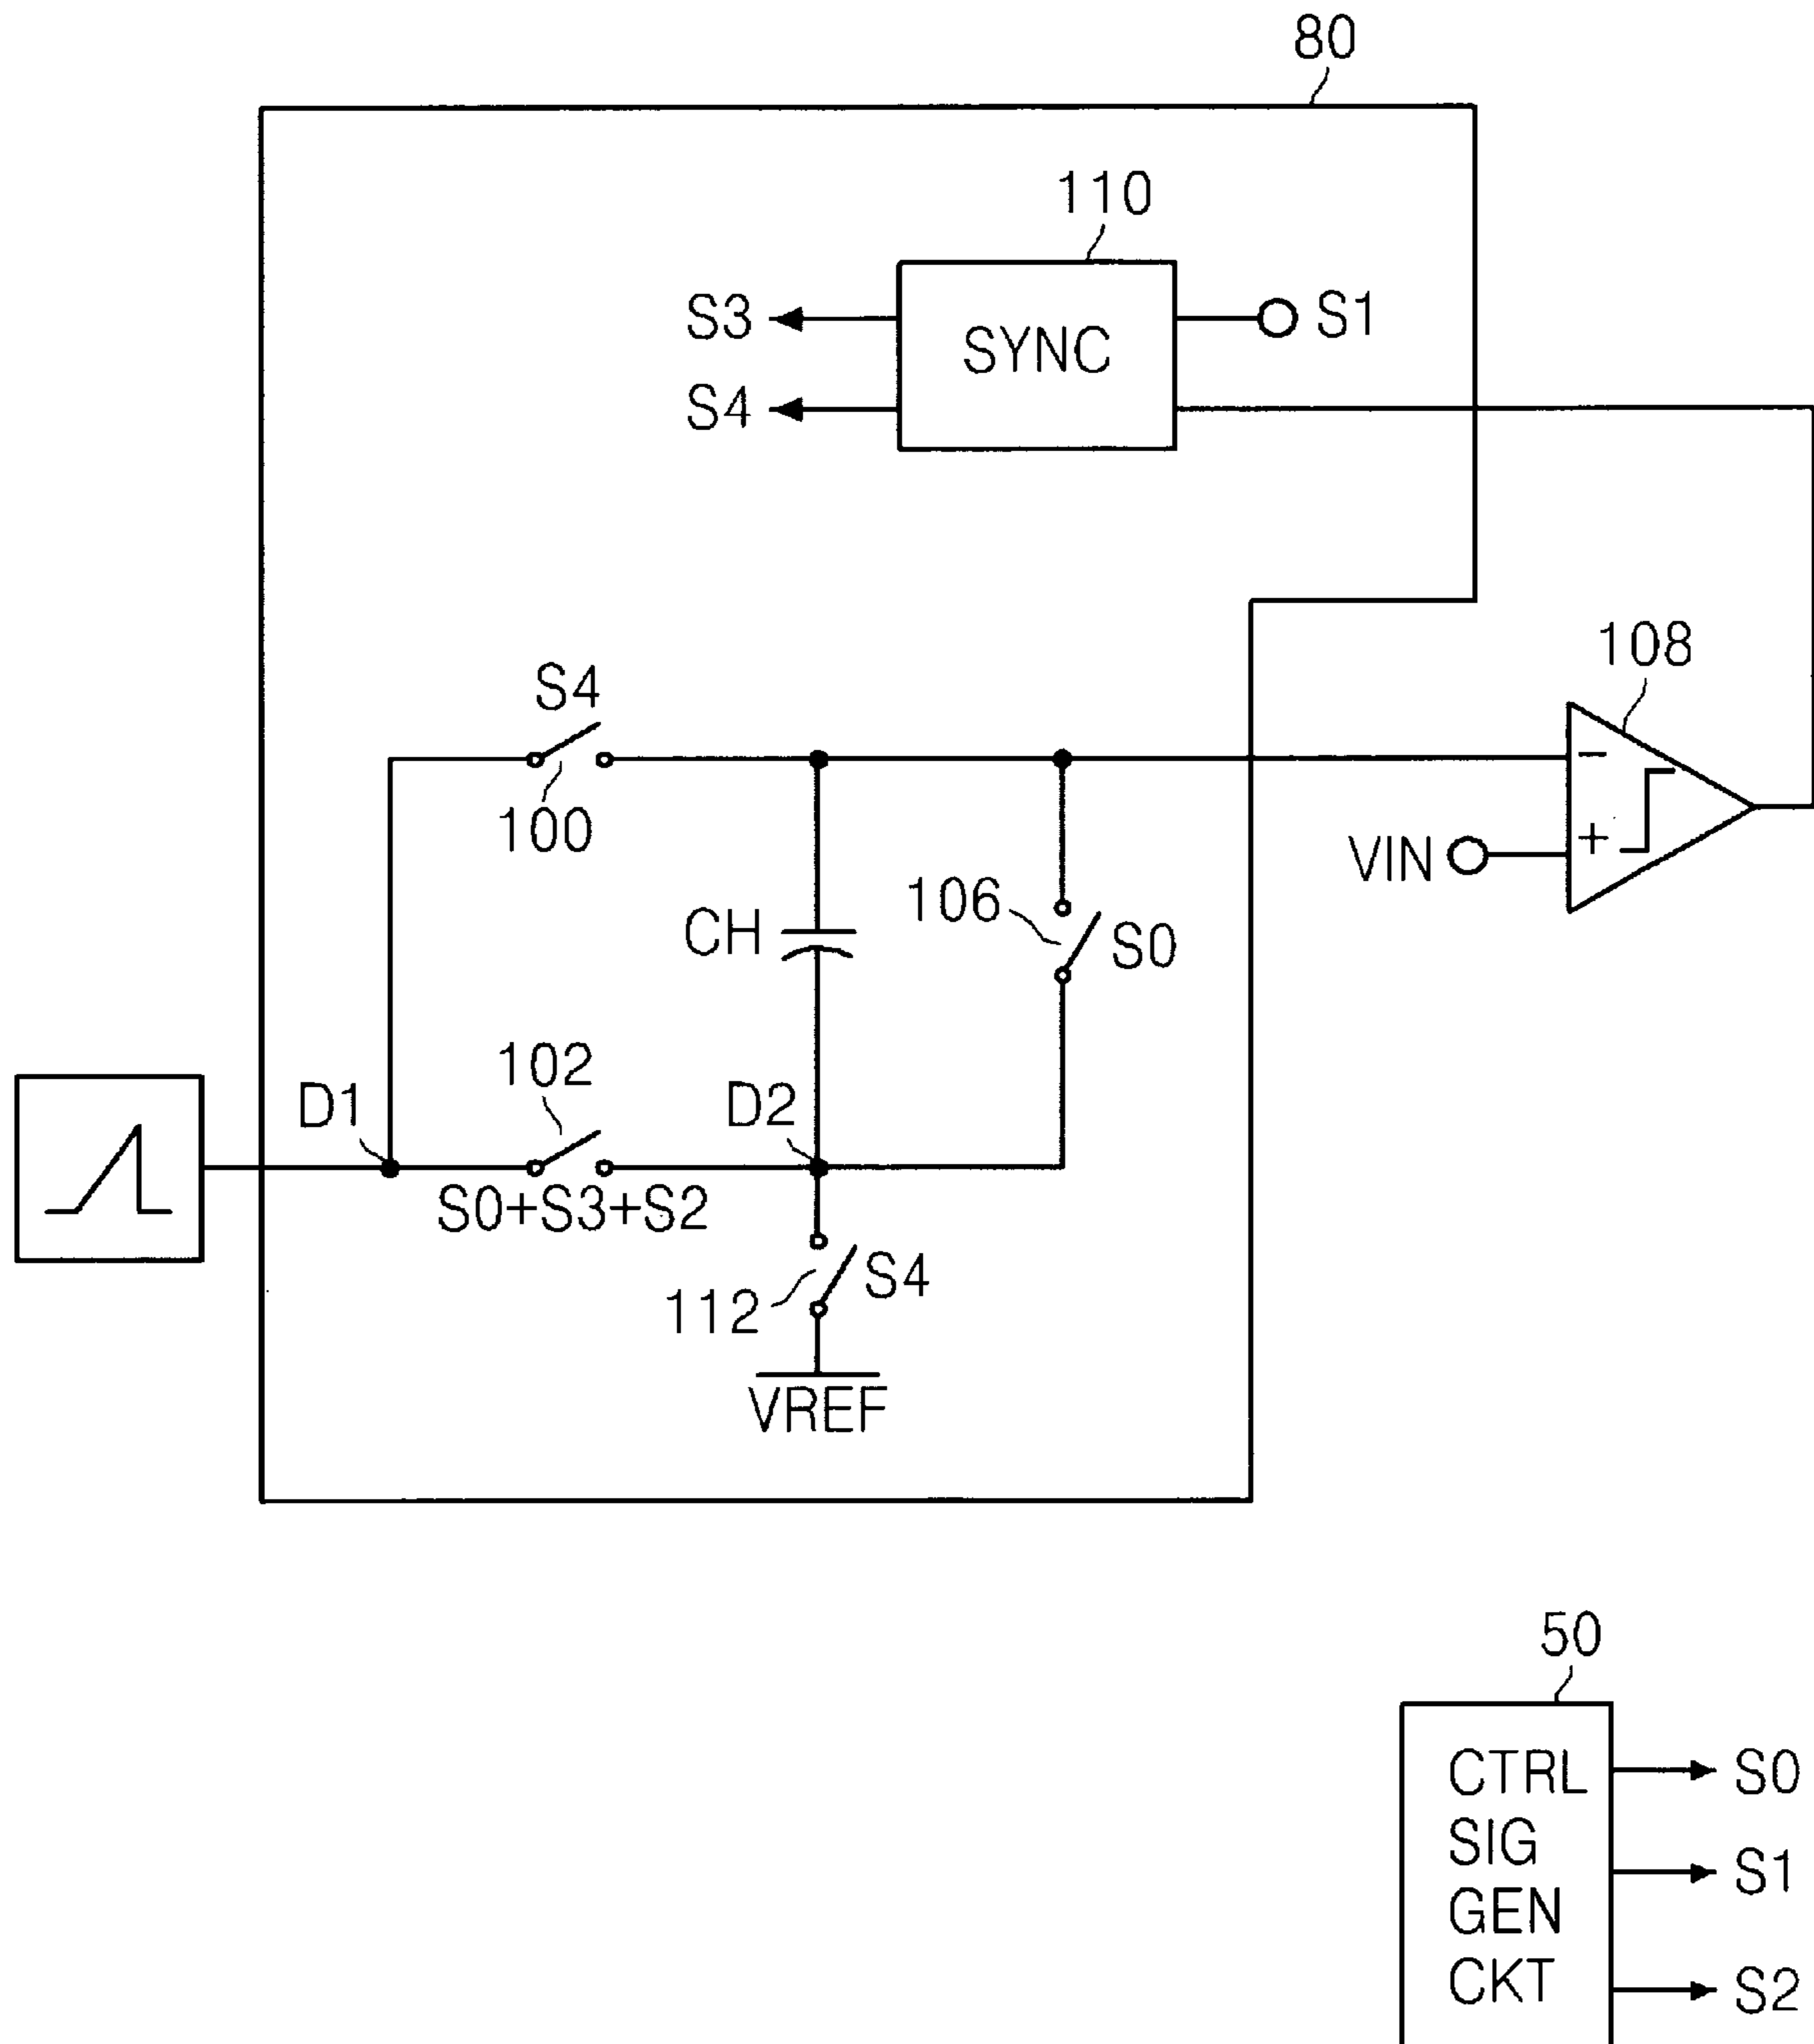 80
110
S3
SYNC
S1
S4
108
S4
100
VIN
106
CH
S0
102
D1
D2
S0+S3+S2
S4
112
VREF
50
CTRL
S0
SIG
S1
GEN
CKT
S2